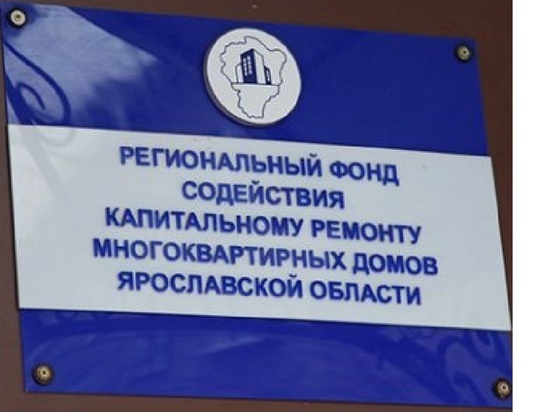 РЕГИОНАЛЬНЫЙ ФОНД
СОДЕЙСТВИЯ
КАПИТАЛЬНОМУ РЕМОНТУ
МНОГОКВАРТИРНЫХ ДОМОВ
ЯРОСЛАВСКОЙ ОБЛАСТИ